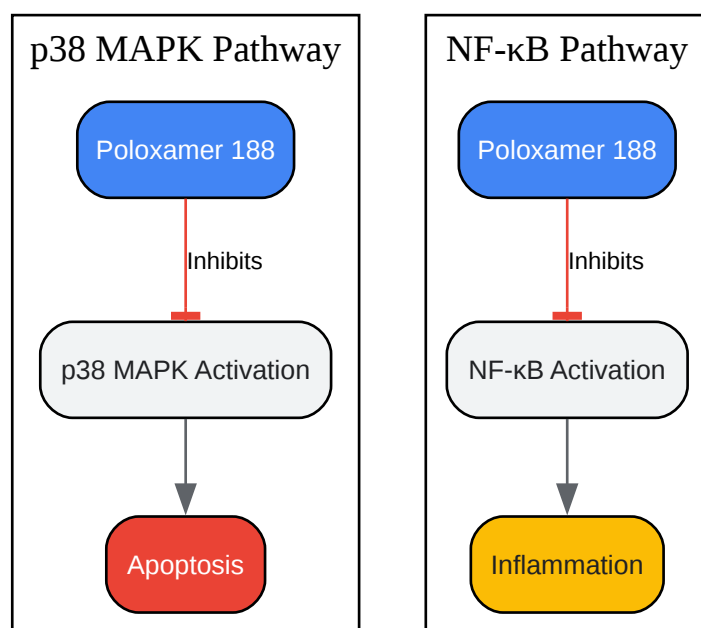 p38 MAPK Pathway
Poloxamer 188
Inhibits
p38 MAPK Activation
Apoptosis
NF-κB Pathway
Poloxamer 188
Inhibits
NF-κB Activation
Inflammation